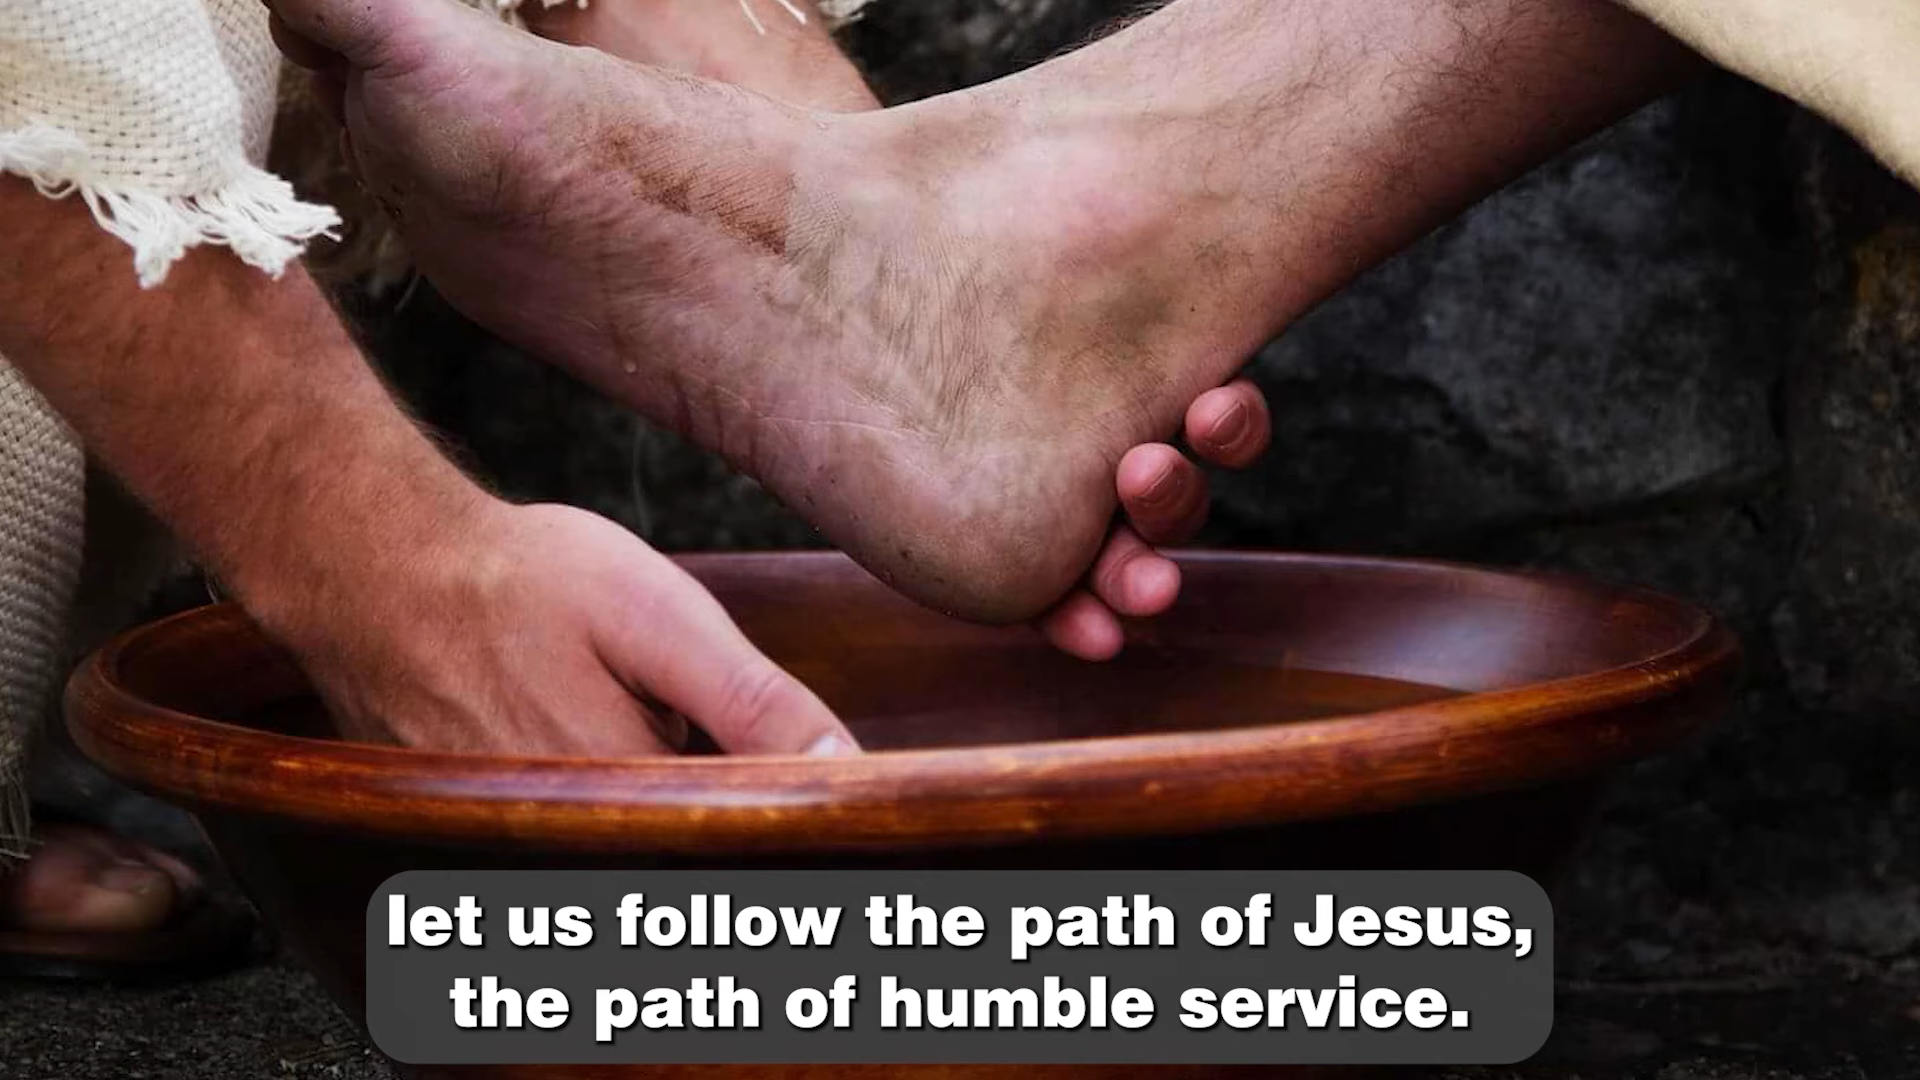 let us follow the path of Jesus,
the path of humble service.